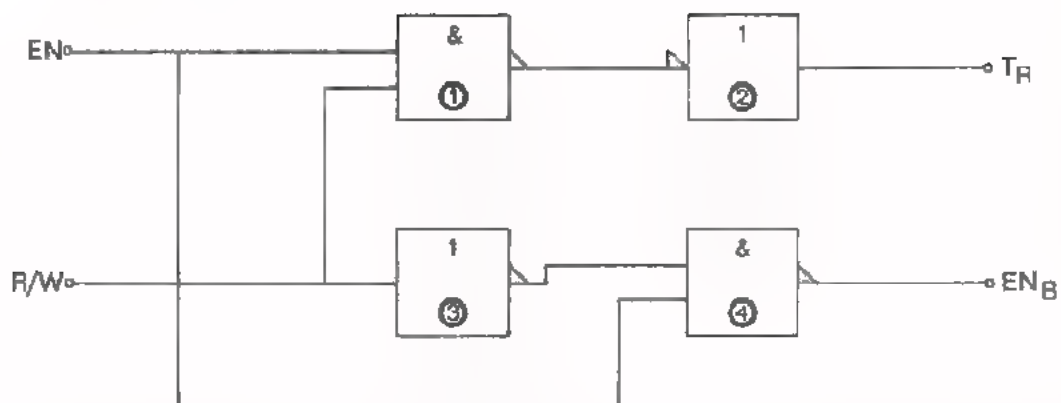 EN
&
①
1
②
T_R
R/W
1
③
&
④
EN_B